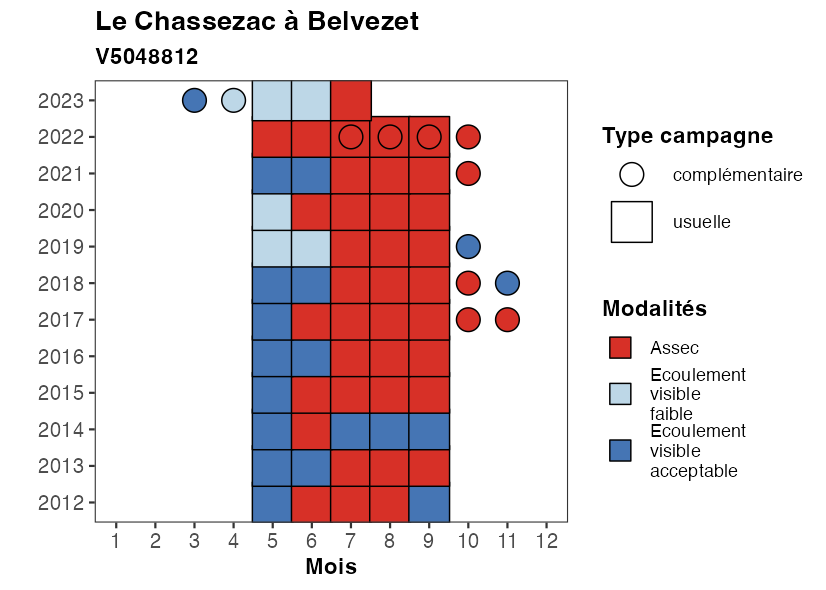 Le Chassezac à Belvezet
V5048812
2023
2022
2021
2020
2019
2018
2017
2016
2015
2014
2013
2012
1 2 3 4 5 6 7 8 9 10 11 12
Mois
Type campagne
complémentaire
usuelle
Modalités
Assec
Ecoulement
visible
faible
Ecoulement
visible
acceptable